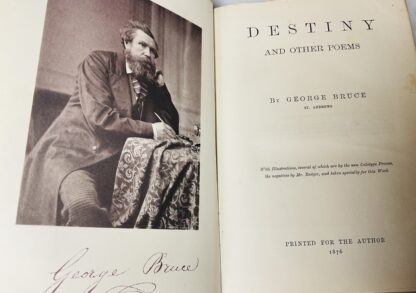 George Bruce
DESTINY
AND OTHER POEMS
By GEORGE BRUCE
ST. ANDREWS
With Illustrations, several of which are by the new Calotype Process,
the negatives by Mr. Rodger, and taken specially for this Work
PRINTED FOR THE AUTHOR
1876